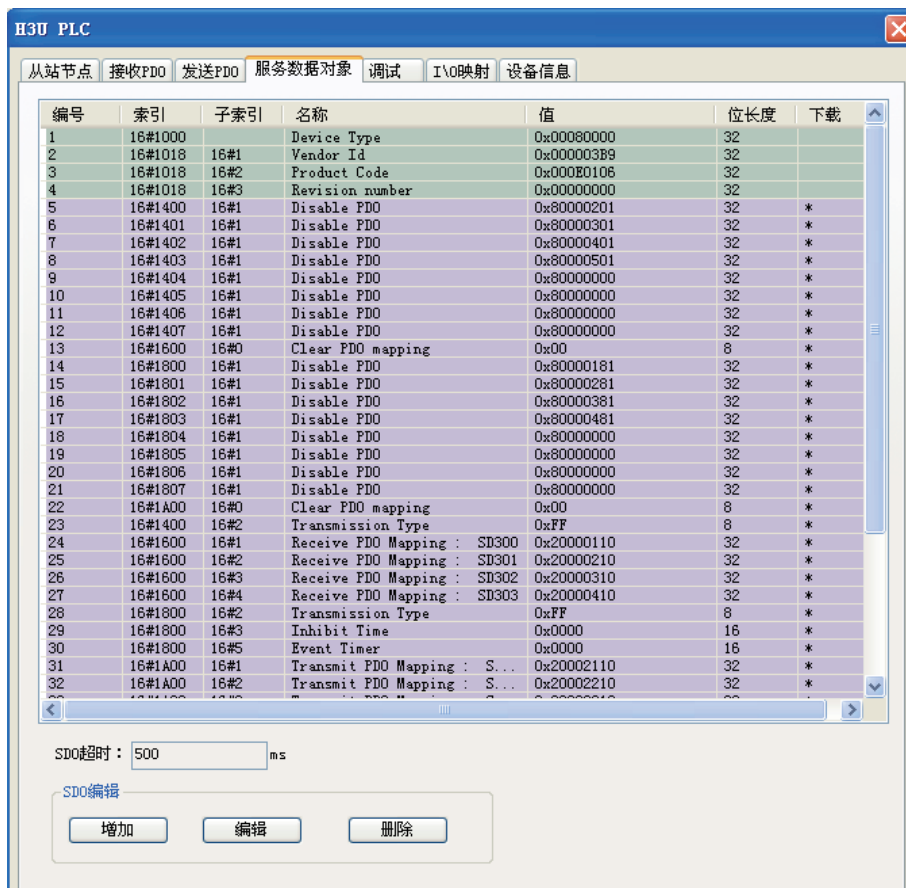 H3U PLC
从站节点 接收PDO 发送PDO 服务数据对象 调试 I\O映射 设备信息
编号 索引 子索引 名称 值 位长度 下载
1 16#1000 Device Type 0x00080000 32
2 16#1018 16#1 Vendor Id 0x000003B9 32
3 16#1018 16#2 Product Code 0x000E0106 32
4 16#1018 16#3 Revision number 0x00000000 32
5 16#1400 16#1 Disable PDO 0x80000201 32 *
6 16#1401 16#1 Disable PDO 0x80000301 32 *
7 16#1402 16#1 Disable PDO 0x80000401 32 *
8 16#1403 16#1 Disable PDO 0x80000501 32 *
9 16#1404 16#1 Disable PDO 0x80000000 32 *
10 16#1405 16#1 Disable PDO 0x80000000 32 *
11 16#1406 16#1 Disable PDO 0x80000000 32 *
12 16#1407 16#1 Disable PDO 0x80000000 32 *
13 16#1600 16#0 Clear PDO mapping 0x00 8 *
14 16#1800 16#1 Disable PDO 0x80000181 32 *
15 16#1801 16#1 Disable PDO 0x80000281 32 *
16 16#1802 16#1 Disable PDO 0x80000381 32 *
17 16#1803 16#1 Disable PDO 0x80000481 32 *
18 16#1804 16#1 Disable PDO 0x80000000 32 *
19 16#1805 16#1 Disable PDO 0x80000000 32 *
20 16#1806 16#1 Disable PDO 0x80000000 32 *
21 16#1807 16#1 Disable PDO 0x80000000 32 *
22 16#1A00 16#0 Clear PDO mapping 0x00 8 *
23 16#1400 16#2 Transmission Type 0xFF 8 *
24 16#1600 16#1 Receive PDO Mapping : SD300 0x20000110 32 *
25 16#1600 16#2 Receive PDO Mapping : SD301 0x20000210 32 *
26 16#1600 16#3 Receive PDO Mapping : SD302 0x20000310 32 *
27 16#1600 16#4 Receive PDO Mapping : SD303 0x20000410 32 *
28 16#1800 16#2 Transmission Type 0xFF 8 *
29 16#1800 16#3 Inhibit Time 0x0000 16 *
30 16#1800 16#5 Event Timer 0x0000 16 *
31 16#1A00 16#1 Transmit PDO Mapping : S... 0x20002110 32 *
32 16#1A00 16#2 Transmit PDO Mapping : S... 0x20002210 32 *
SDO超时： 500 ms
SDO编辑
增加 编辑 删除